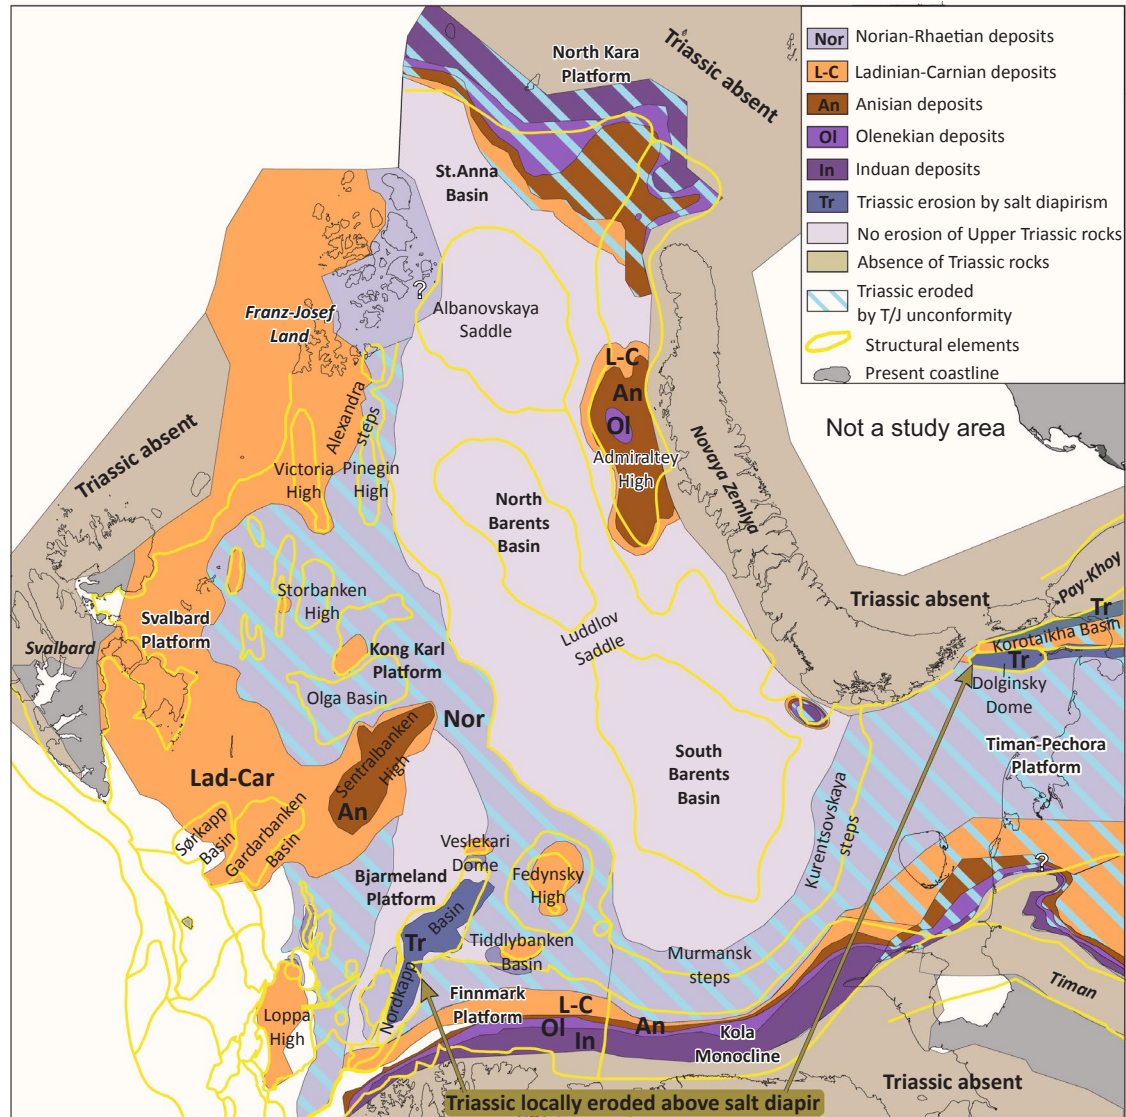 North Kara
Platform
Triassic absent
Nor Norian-Rhaetian deposits
L-C Ladinian-Carnian deposits
An Anisian deposits
Ol Olenekian deposits
In Induan deposits
Tr Triassic erosion by salt diapirism
No erosion of Upper Triassic rocks
Absence of Triassic rocks
Triassic eroded
by T/J unconformity
Structural elements
Present coastline
St.Anna
Basin
?
Albanovskaya
Saddle
Franz-Josef
Land
L-C
An
Ol
Admiraltey
High
Not a study area
Triassic absent
Alexandra
steps
Victoria
High
Pinegin
High
North
Barents
Basin
Novaya Zemlya
Storbanken
High
Svalbard
Platform
Svalbard
Kong Karl
Platform
Luddlov
Saddle
Triassic absent
Pay-Khoy
Tr
Korotaikha Basin
Tr
Dolginsky
Dome
Olga Basin
Nor
Sentralbanken
High
An
Lad-Car
South
Barents
Basin
Timan-Pechora
Platform
Sørkapp
Basin
Gardarbanken
Basin
Kurentsovskaya
steps
Veslekari
Dome
Fedynsky
High
Bjarmeland
Platform
?
Nordkapp
Basin
Tr
Tiddlybanken
Basin
Murmansk
steps
Timan
Finnmark
Platform
L-C
Ol
In
An
Kola
Monocline
Loppa
High
Triassic absent
Triassic locally eroded above salt diapir